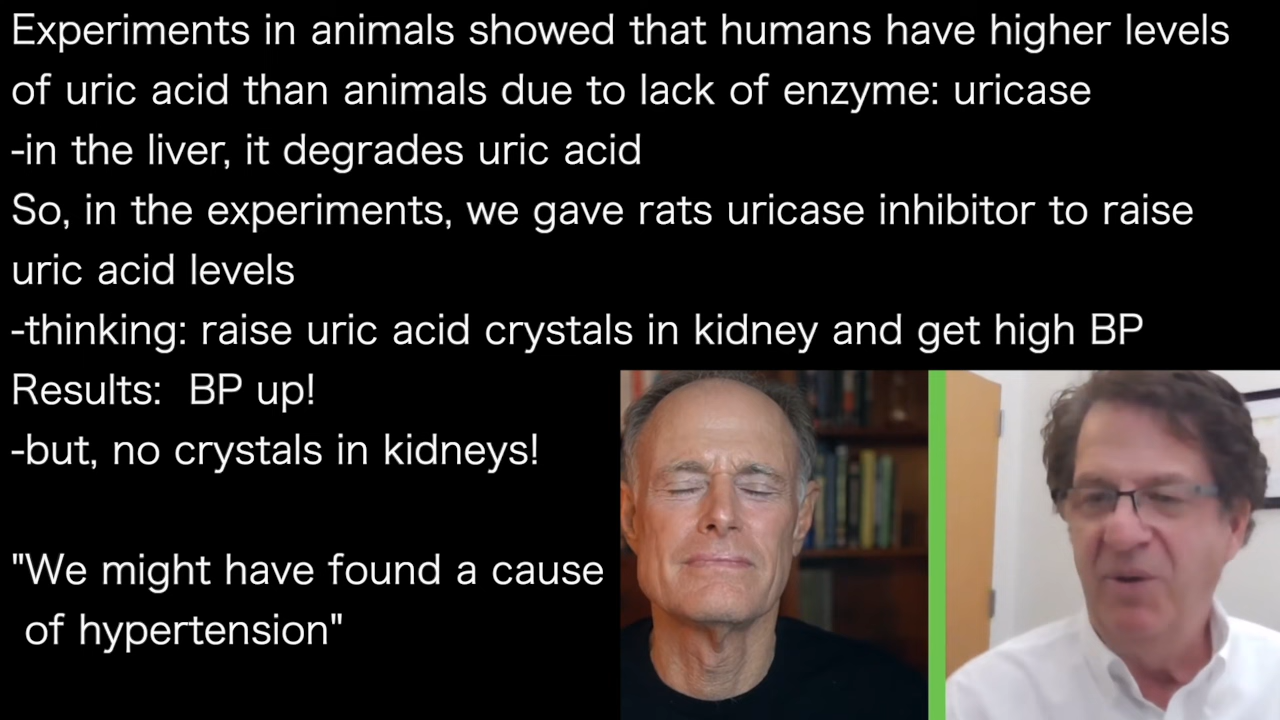 Experiments in animals showed that humans have higher levels
of uric acid than animals due to lack of enzyme: uricase
-in the liver, it degrades uric acid
So, in the experiments, we gave rats uricase inhibitor to raise
uric acid levels
-thinking: raise uric acid crystals in kidney and get high BP
Results:  BP up!
-but, no crystals in kidneys!
"We might have found a cause
of hypertension"